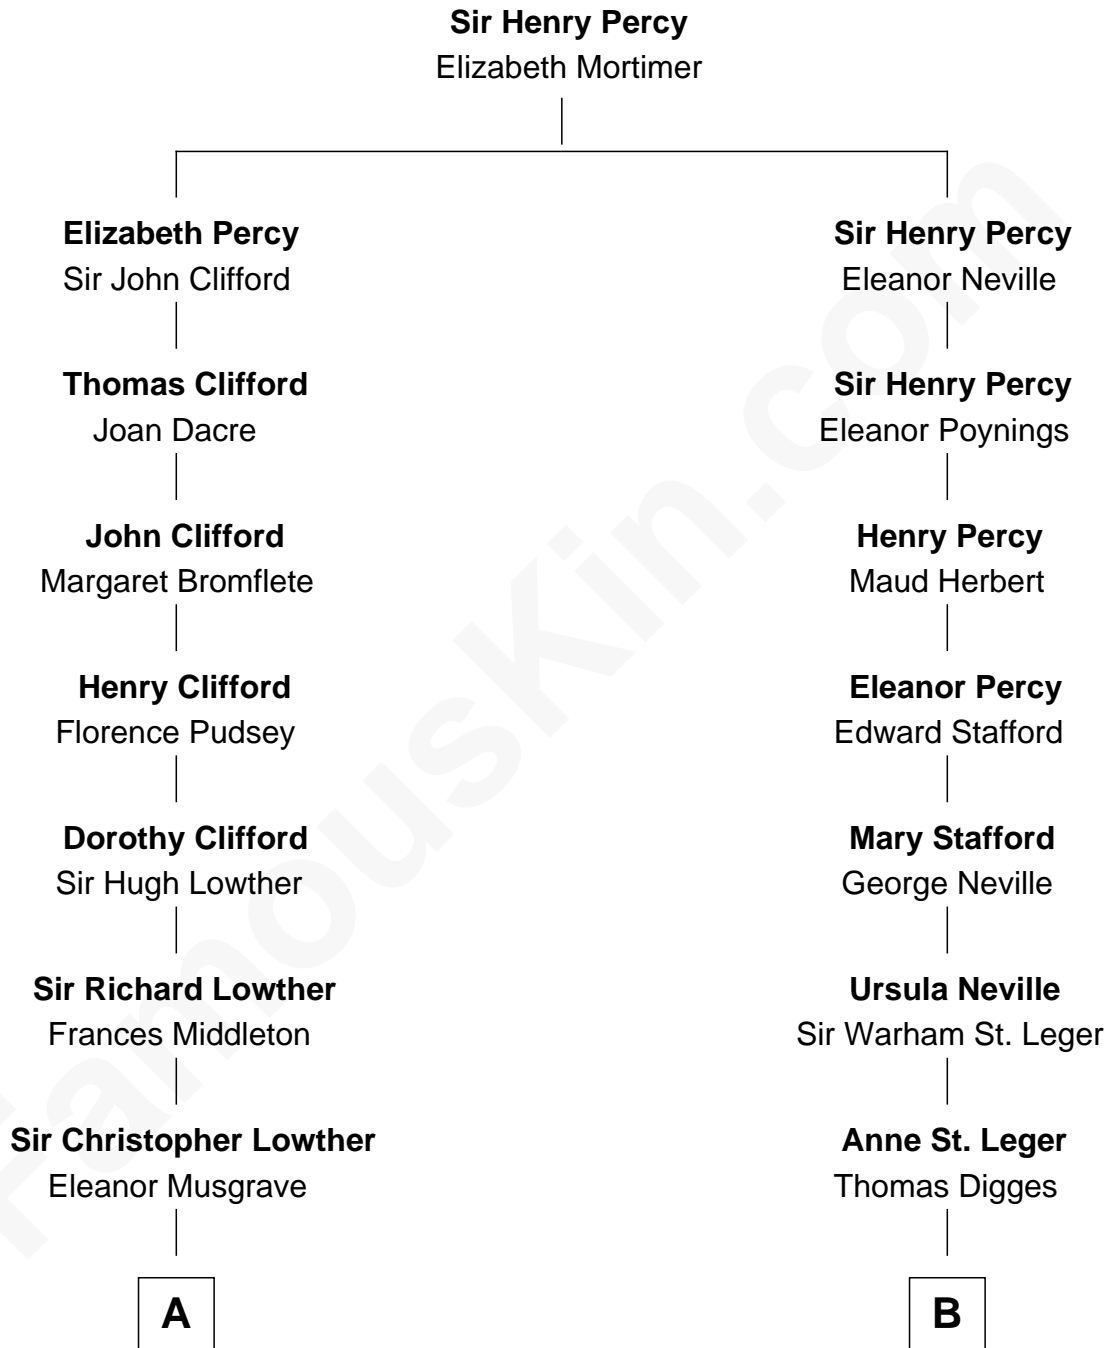 Sir Henry Percy
Elizabeth Mortimer
Elizabeth Percy
Sir John Clifford
Thomas Clifford
Joan Dacre
John Clifford
Margaret Bromflete
Henry Clifford
Florence Pudsey
Dorothy Clifford
Sir Hugh Lowther
Sir Richard Lowther
Frances Middleton
Sir Christopher Lowther
Eleanor Musgrave
A
Sir Henry Percy
Eleanor Neville
Sir Henry Percy
Eleanor Poynings
Henry Percy
Maud Herbert
Eleanor Percy
Edward Stafford
Mary Stafford
George Neville
Ursula Neville
Sir Warham St. Leger
Anne St. Leger
Thomas Digges
B
FamousKin.com